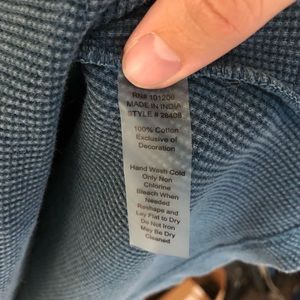 RN# 101200
MADE IN INDIA
STYLE # 28408
100% Cotton
Exclusive of
Decoration
Hand Wash Cold
Only Non
Chlorine
Bleach When
Needed
Reshape and
Lay Flat to Dry
Do Not Iron
May Be Dry
Cleaned